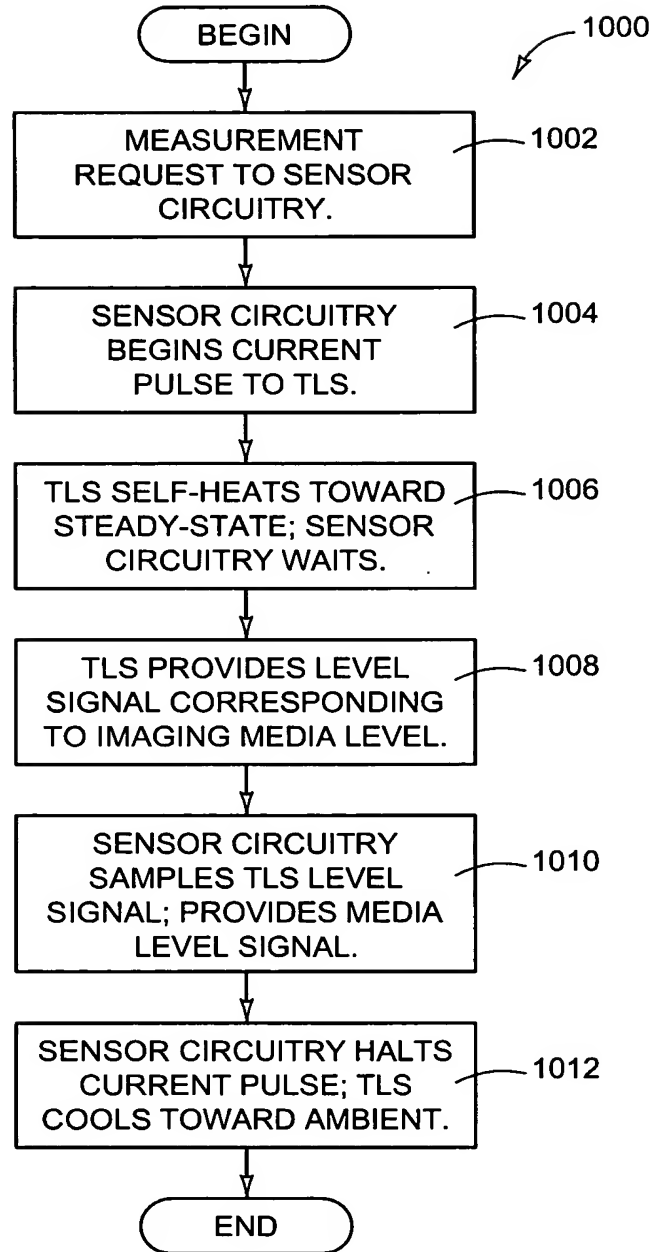 BEGIN
1000
MEASUREMENT
REQUEST TO SENSOR
CIRCUITRY.
1002
SENSOR CIRCUITRY
BEGINS CURRENT
PULSE TO TLS.
1004
TLS SELF-HEATS TOWARD
STEADY-STATE; SENSOR
CIRCUITRY WAITS.
1006
TLS PROVIDES LEVEL
SIGNAL CORRESPONDING
TO IMAGING MEDIA LEVEL.
1008
SENSOR CIRCUITRY
SAMPLES TLS LEVEL
SIGNAL; PROVIDES MEDIA
LEVEL SIGNAL.
1010
SENSOR CIRCUITRY HALTS
CURRENT PULSE; TLS
COOLS TOWARD AMBIENT.
1012
END